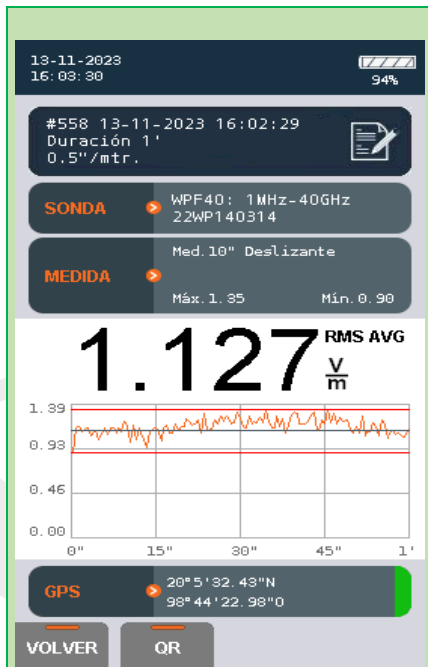 13-11-2023
16:03:30
94%
#558 13-11-2023 16:02:29
Duración 1'
0.5"/mtr.
SONDA
WPF40: 1MHz-40GHz
22WP140314
MEDIDA
Med.10" Deslizante
Máx.1.35 Mín.0.90
1.127 RMS AVG
V
m
1.39
0.93
0.46
0.00
0" 15" 30" 45" 1'
GPS
20°5'32.43"N
98°44'22.98"O
VOLVER QR